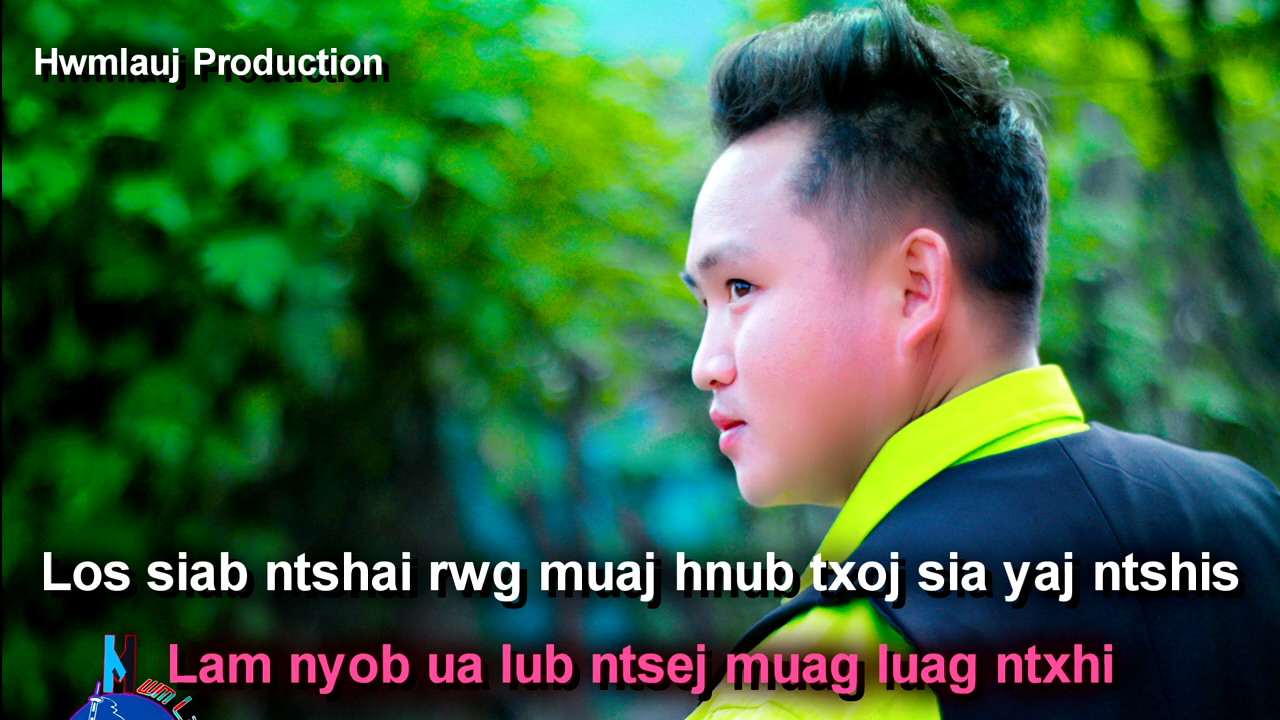 Hwmlauj Production
Los siab ntshai rwg muaj hnub txoj sia yaj ntshis
Lam nyob ua lub ntsej muag luag ntxhi